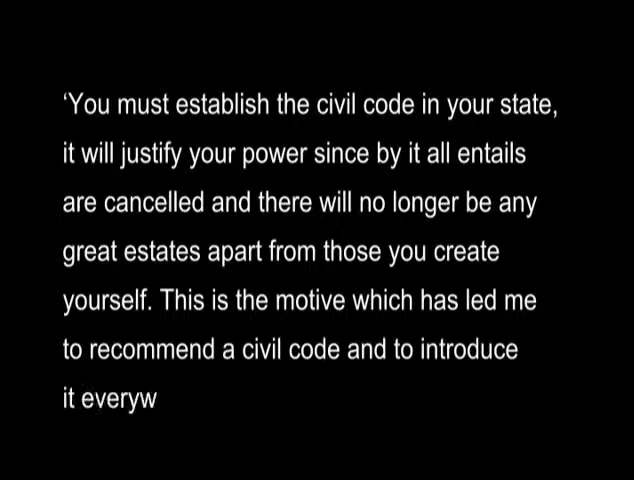 ‘You must establish the civil code in your state,
it will justify your power since by it all entails
are cancelled and there will no longer be any
great estates apart from those you create
yourself. This is the motive which has led me
to recommend a civil code and to introduce
it everyw